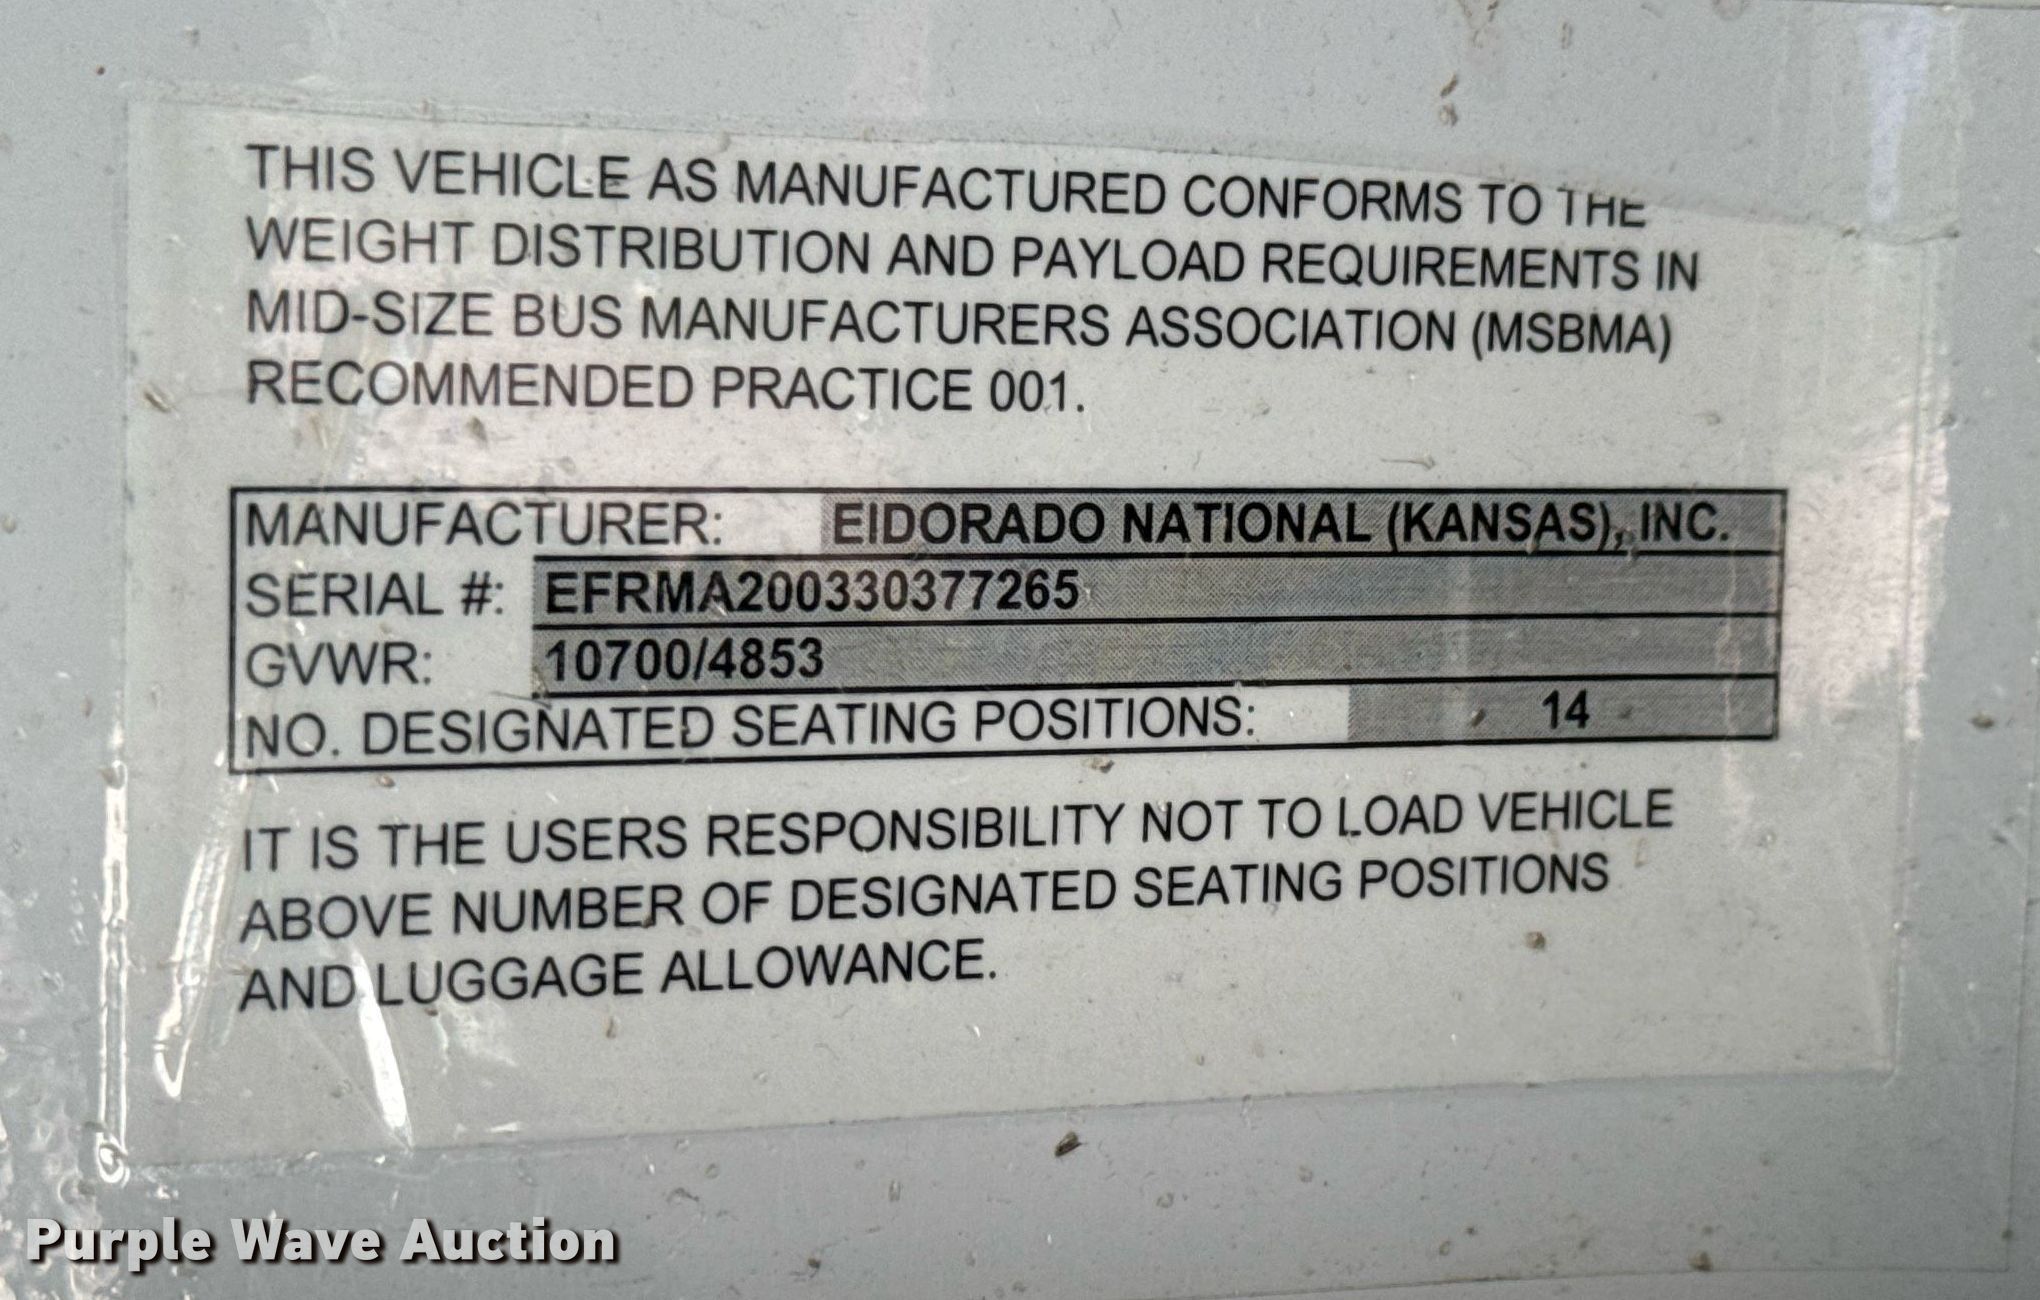 THIS VEHICLE AS MANUFACTURED CONFORMS TO THE
WEIGHT DISTRIBUTION AND PAYLOAD REQUIREMENTS IN
MID-SIZE BUS MANUFACTURERS ASSOCIATION (MSBMA)
RECOMMENDED PRACTICE 001.
MANUFACTURER: ElDORADO NATIONAL (KANSAS), INC.
SERIAL #: EFRMA200330377265
GVWR: 10700/4853
NO. DESIGNATED SEATING POSITIONS: 14
IT IS THE USERS RESPONSIBILITY NOT TO LOAD VEHICLE
ABOVE NUMBER OF DESIGNATED SEATING POSITIONS
AND LUGGAGE ALLOWANCE.
Purple Wave Auction